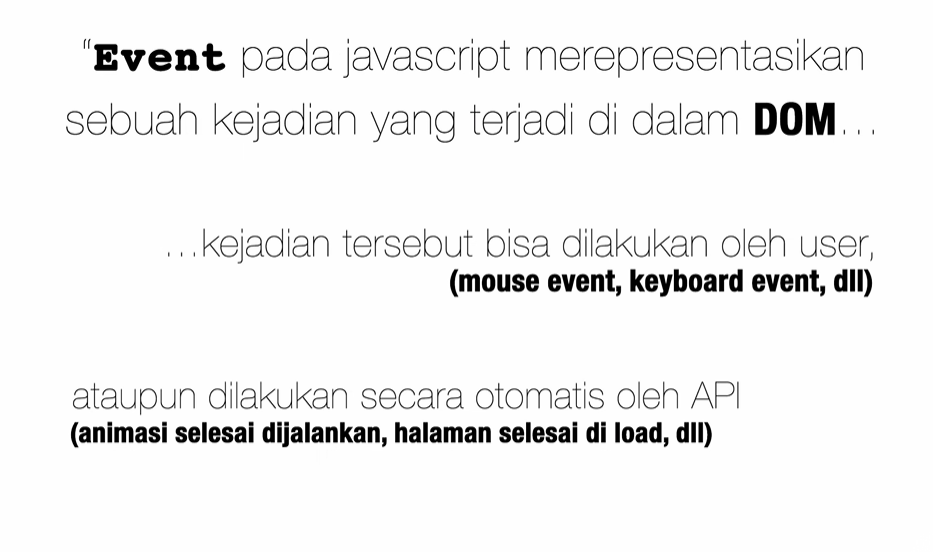 "Event pada javascript merepresentasikan
sebuah kejadian yang terjadi di dalam DOM...
...kejadian tersebut bisa dilakukan oleh user,
(mouse event, keyboard event, dll)
ataupun dilakukan secara otomatis oleh API
(animasi selesai dijalankan, halaman selesai di load, dll)